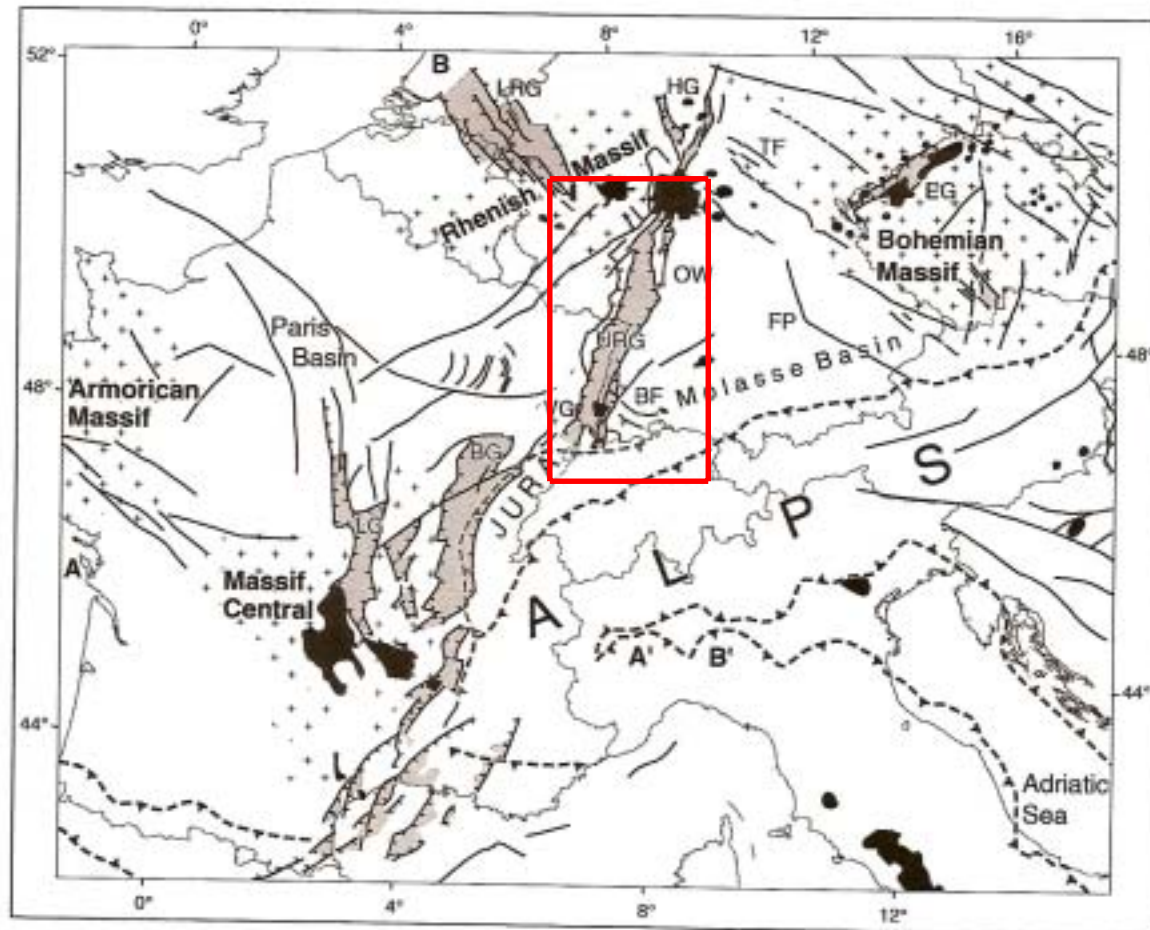 0° 4° 8° 12° 16°
52°
B
LRG
HG
TF
Rhenish Massif
EG
Bohemian
Massif
OW
Paris
Basin
URG
FP
48°
48°
Armorican
Massif
VG
BF
Molasse Basin
BG
JURA
LG
A
Massif
Central
A L P S
A'
B'
44°
44°
Adriatic
Sea
0° 4° 8° 12°